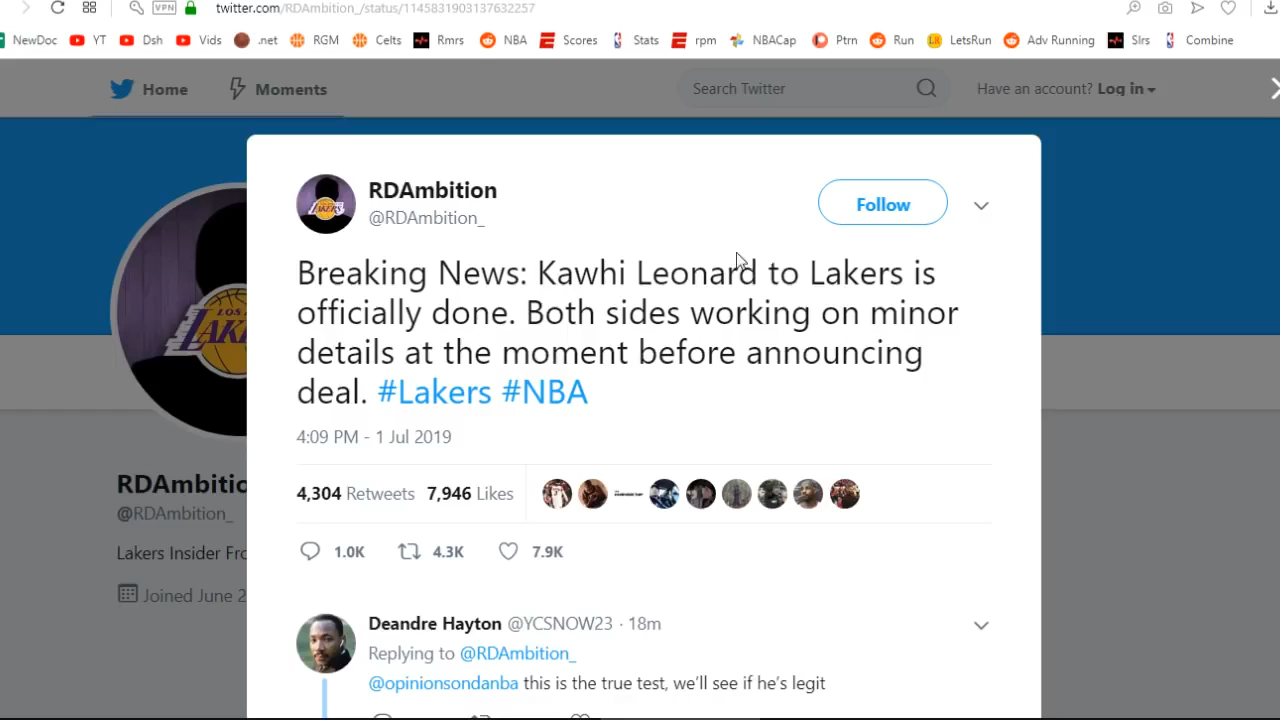 VPN twitter.com/RDAmbition_/status/1145831903137632257
NewDoc YT Dsh Vids .net RGM Celts Rmrs NBA Scores Stats rpm NBACap Ptrn Run LetsRun Adv Running Slrs Combine
Home Moments Search Twitter Have an account? Log in
RDAmbition
@RDAmbition_
Follow
Breaking News: Kawhi Leonard to Lakers is
officially done. Both sides working on minor
details at the moment before announcing
deal. #Lakers #NBA
4:09 PM - 1 Jul 2019
4,304 Retweets 7,946 Likes
1.0K 4.3K 7.9K
RDAmbitio
@RDAmbition_
Lakers Insider Fro
Joined June 2
Deandre Hayton @YCSNOW23 · 18m
Replying to @RDAmbition_
@opinionsondanba this is the true test, we'll see if he's legit